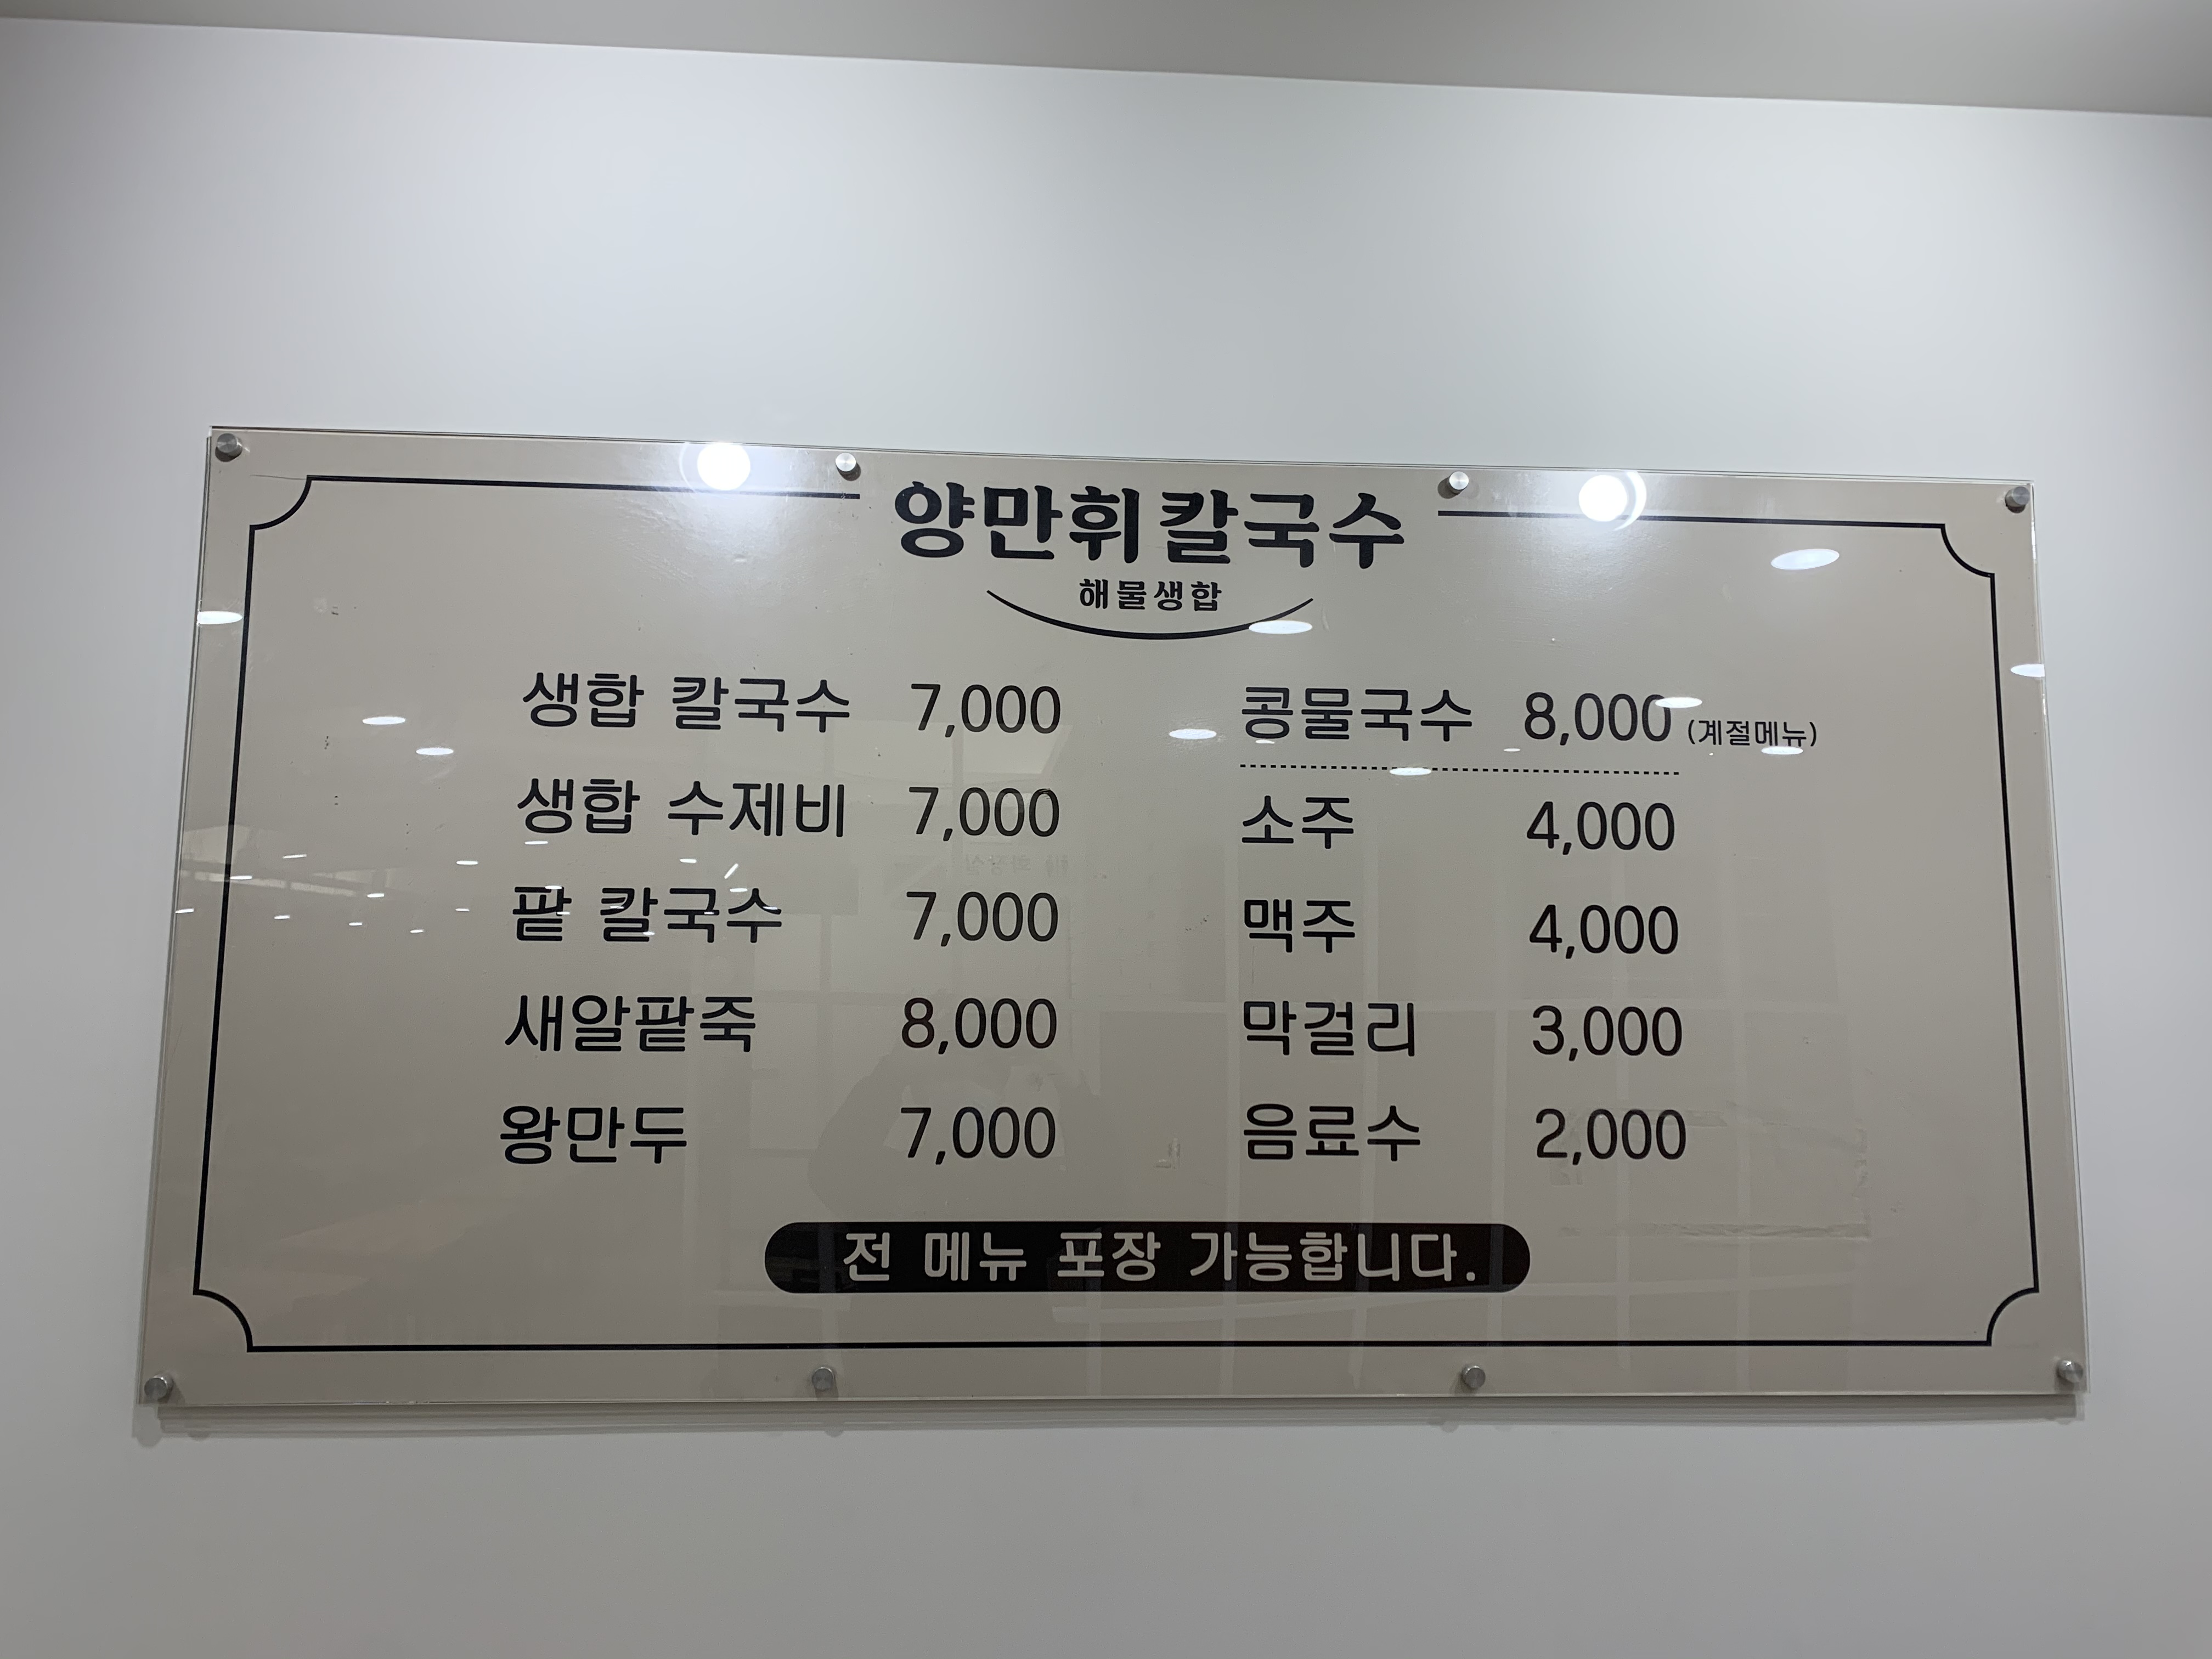 양만휘칼국수
해물생합
생합 칼국수 7,000
생합 수제비 7,000
팥 칼국수 7,000
새알팥죽 8,000
왕만두 7,000
콩물국수 8,000 (계절메뉴)
소주 4,000
맥주 4,000
막걸리 3,000
음료수 2,000
전 메뉴 포장 가능합니다.